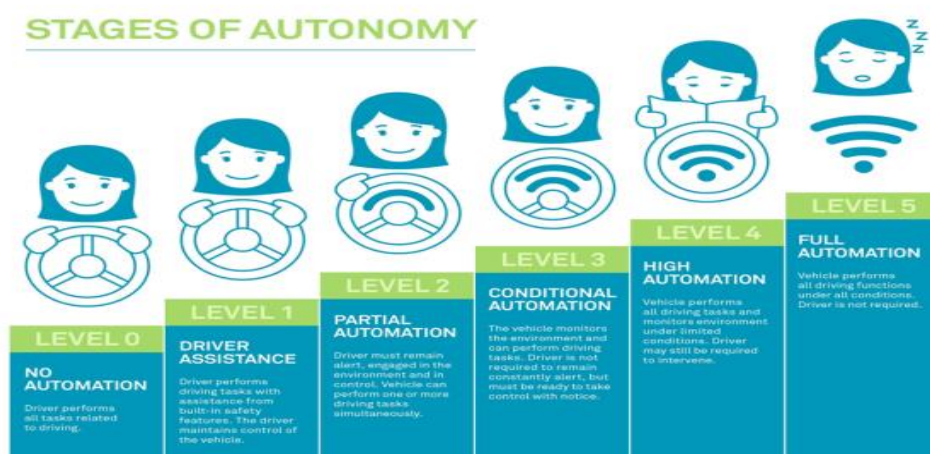 STAGES OF AUTONOMY
z
z
z
LEVEL 0
NO
AUTOMATION
Driver performs
all tasks related
to driving.
LEVEL 1
DRIVER
ASSISTANCE
Driver performs
driving tasks with
assistance from
built-in safety
features. The driver
maintains control of
the vehicle.
LEVEL 2
PARTIAL
AUTOMATION
Driver must remain
alert, engaged in the
environment and in
control. Vehicle can
perform one or more
driving tasks
simultaneously.
LEVEL 3
CONDITIONAL
AUTOMATION
The vehicle monitors
the environment and
can perform driving
tasks. Driver is not
required to remain
constantly alert, but
must be ready to take
control with notice.
LEVEL 4
HIGH
AUTOMATION
Vehicle performs
all driving tasks and
monitors environment
under limited
conditions. Driver
may still be required
to intervene.
LEVEL 5
FULL
AUTOMATION
Vehicle performs
all driving functions
under all conditions.
Driver is not required.